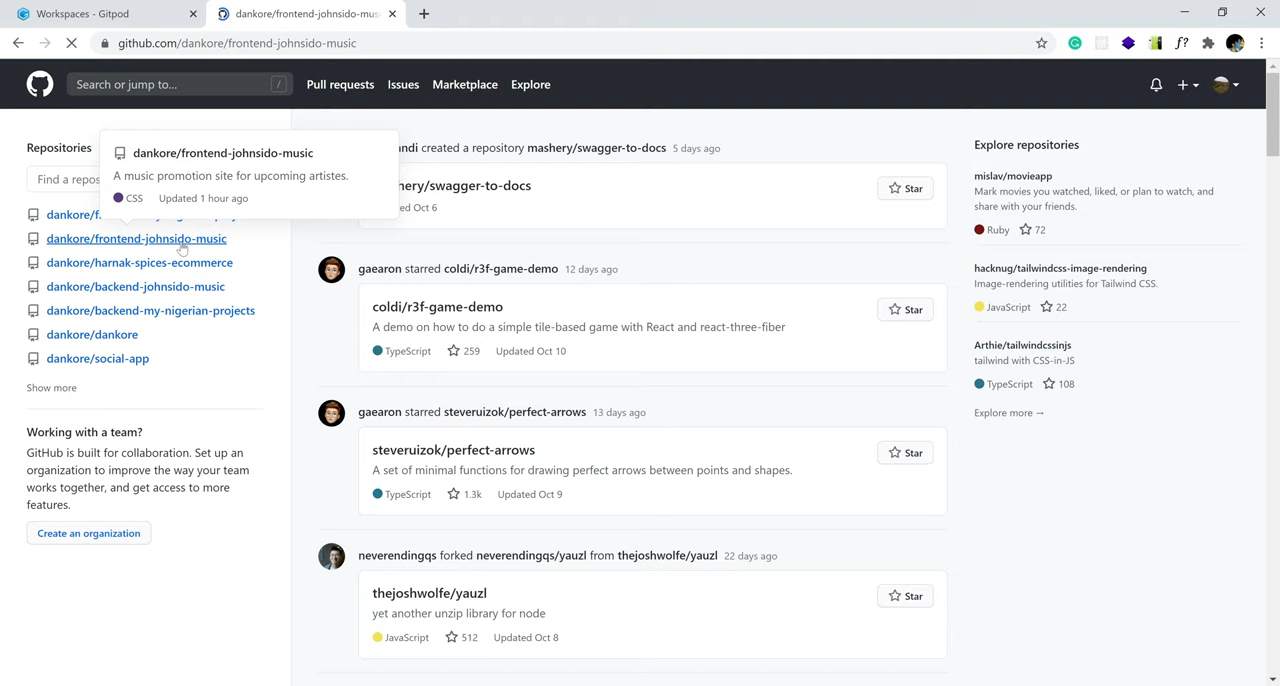 Workspaces - Gitpod
dankore/frontend-johnsido-mus
github.com/dankore/frontend-johnsido-music
f?
Search or jump to...
/
Pull requests
Issues
Marketplace
Explore
Repositories
Find a repos
dankore/frontend-johnsido-music
A music promotion site for upcoming artistes.
CSS
Updated 1 hour ago
dankore/f
dankore/frontend-johnsido-music
dankore/harnak-spices-ecommerce
dankore/backend-johnsido-music
dankore/backend-my-nigerian-projects
dankore/dankore
dankore/social-app
Show more
Working with a team?
GitHub is built for collaboration. Set up an
organization to improve the way your team
works together, and get access to more
features.
Create an organization
andi created a repository mashery/swagger-to-docs 5 days ago
hery/swagger-to-docs
Star
ed Oct 6
gaearon starred coldi/r3f-game-demo 12 days ago
coldi/r3f-game-demo
Star
A demo on how to do a simple tile-based game with React and react-three-fiber
TypeScript
259
Updated Oct 10
gaearon starred steveruizok/perfect-arrows 13 days ago
steveruizok/perfect-arrows
Star
A set of minimal functions for drawing perfect arrows between points and shapes.
TypeScript
1.3k
Updated Oct 9
neverendingqs forked neverendingqs/yauzl from thejoshwolfe/yauzl 22 days ago
thejoshwolfe/yauzl
Star
yet another unzip library for node
JavaScript
512
Updated Oct 8
Explore repositories
mislav/movieapp
Mark movies you watched, liked, or plan to watch, and
share with your friends.
Ruby
72
hacknug/tailwindcss-image-rendering
Image-rendering utilities for Tailwind CSS.
JavaScript
22
Arthie/tailwindcssinjs
tailwind with CSS-in-JS
TypeScript
108
Explore more →